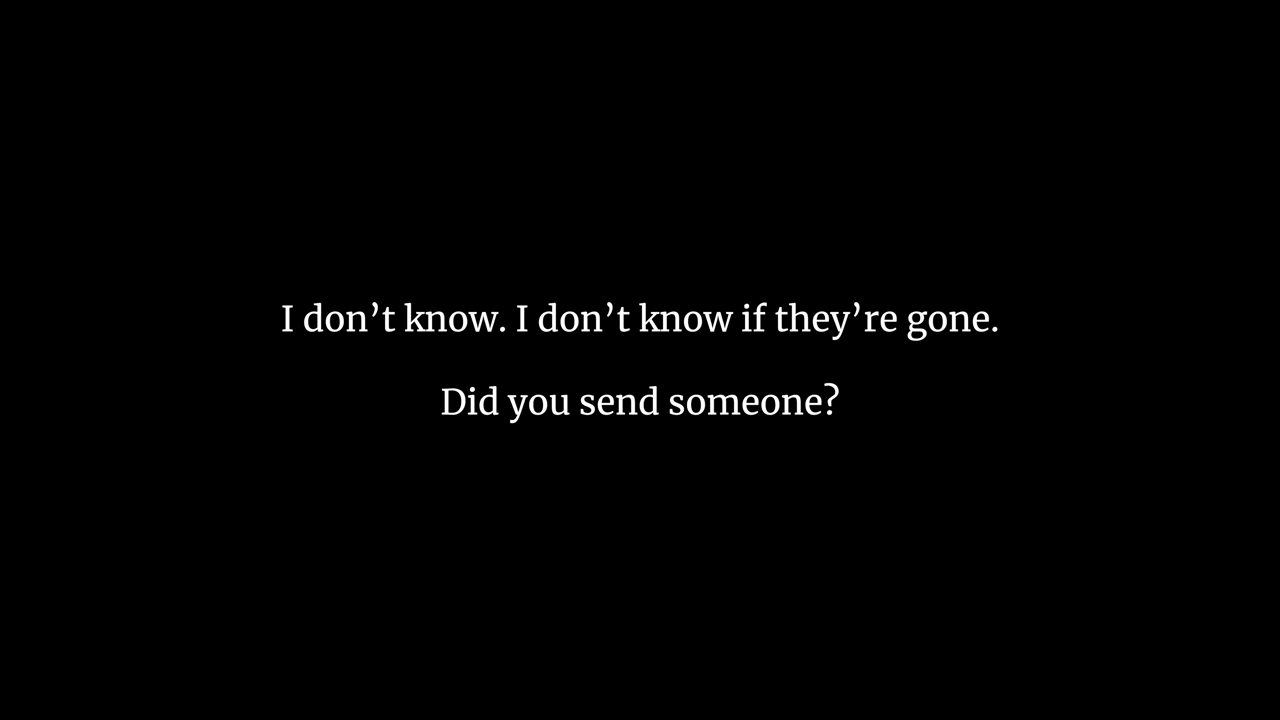 I don’t know. I don’t know if they’re gone.
Did you send someone?